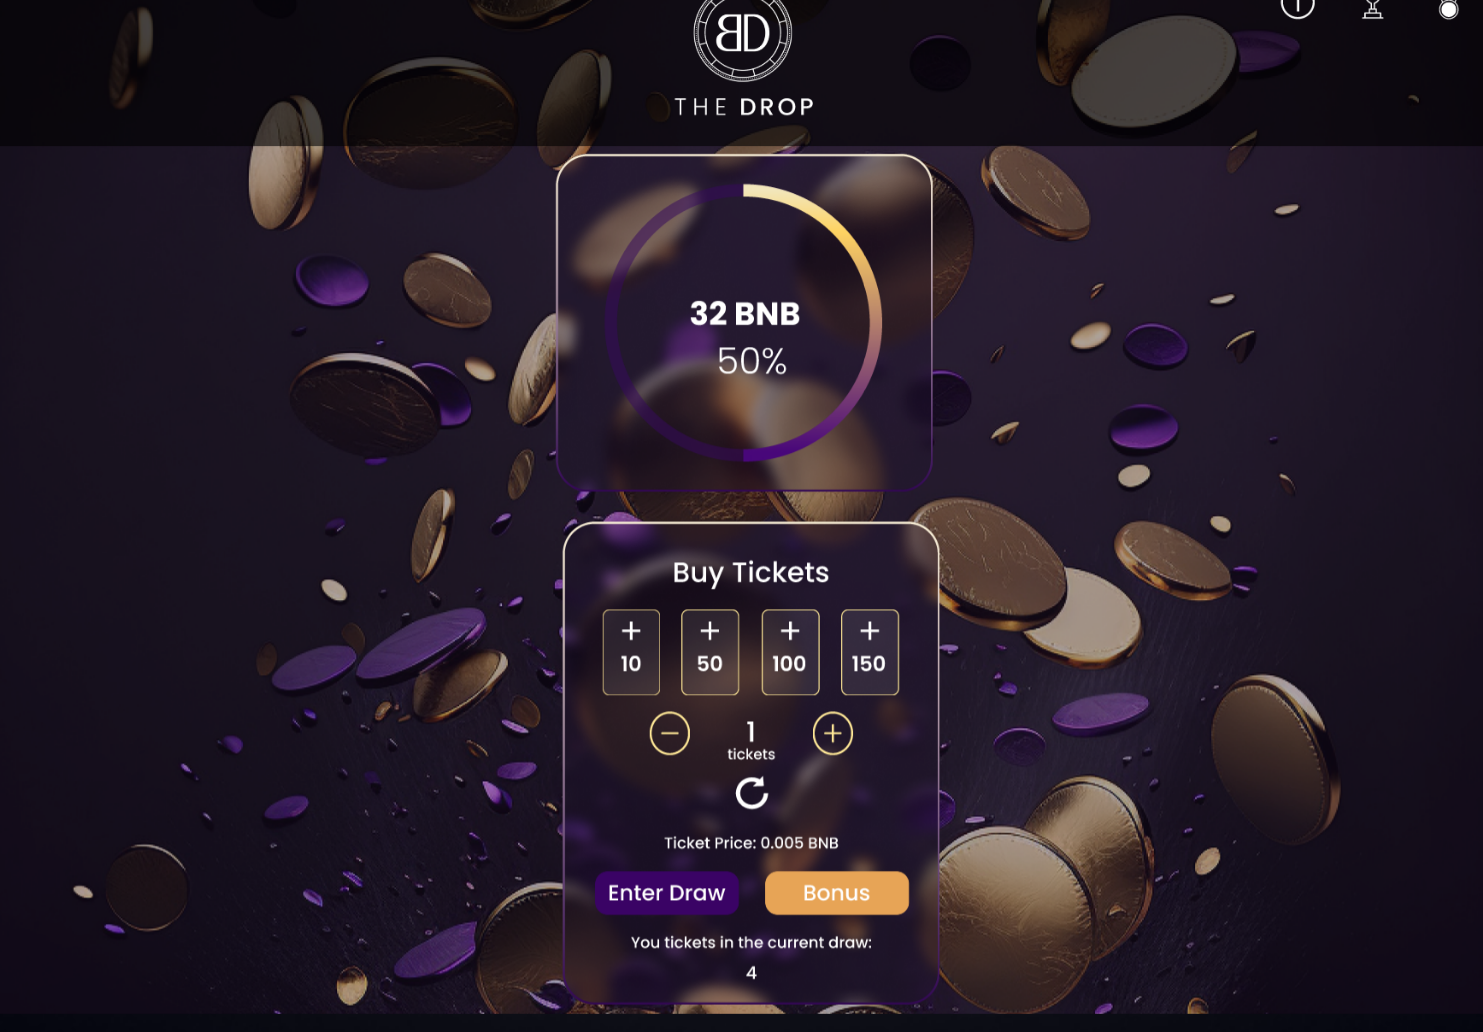 BD
THE DROP
32 BNB
50%
Buy Tickets
+ + + +
10 50 100 150
− 1 +
tickets
Ticket Price: 0.005 BNB
Enter Draw Bonus
You tickets in the current draw:
4